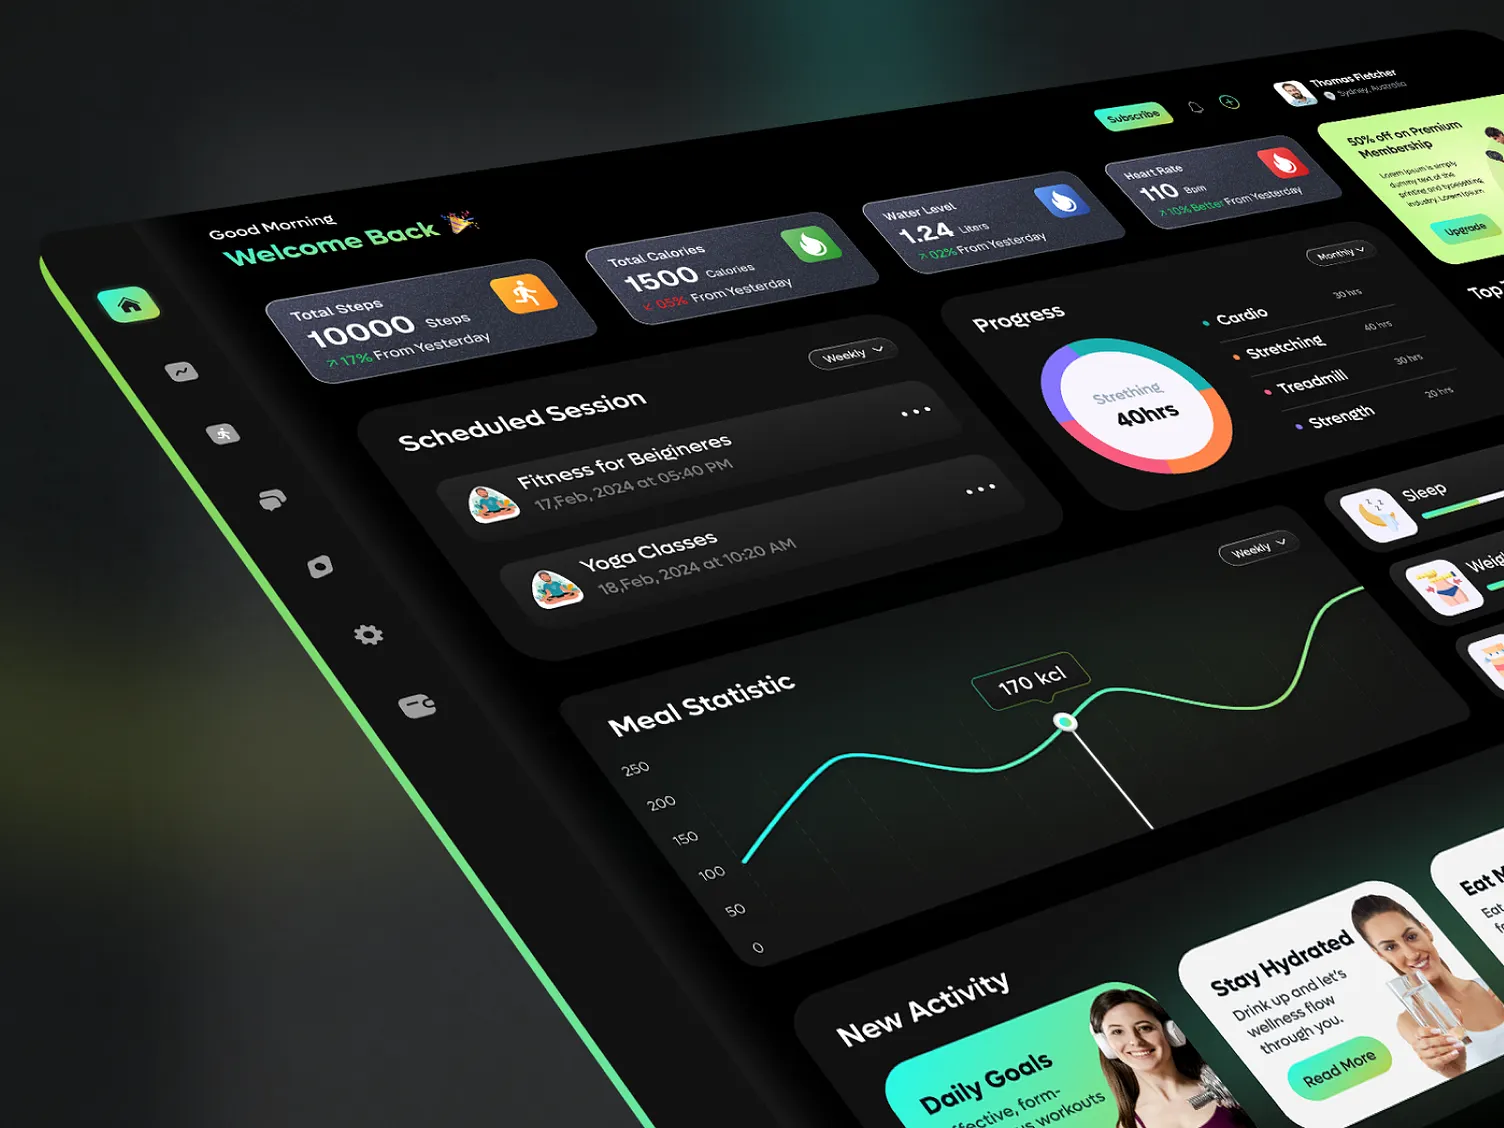 Good Morning
Welcome Back
Subscribe
Thomas Fletcher
Sydney, Australia
Total Steps
10000 Steps
17% From Yesterday
Total Calories
1500 Calories
05% From Yesterday
Water Level
1.24 Liters
02% From Yesterday
Heart Rate
110 Bpm
10% Better From Yesterday
50% off on Premium
Membership
Lorem Ipsum is simply
dummy text of the
printing and typesetting
industry. Lorem Ipsum
Upgrade
Scheduled Session
Weekly
Fitness for Beigineres
17,Feb, 2024 at 05:40 PM
Yoga Classes
18,Feb, 2024 at 10:20 AM
Progress
Monthly
Strething
40hrs
Cardio 30 hrs
Stretching 40 hrs
Treadmill 30 hrs
Strength 20 hrs
Top
Sleep
Meal Statistic
Weekly
170 kcl
250
200
150
100
50
0
New Activity
Daily Goals
workouts
Stay Hydrated
Drink up and let's
wellness flow
through you.
Read More
Eat
Eat